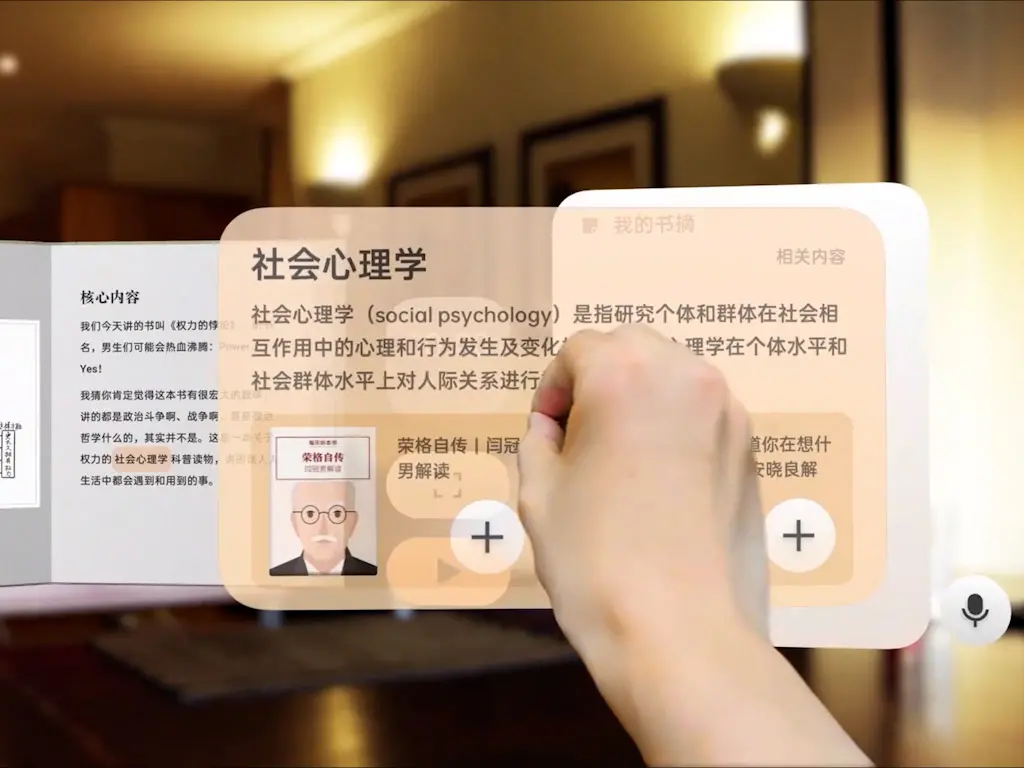 核心内容
我们今天讲的书叫《权力的悖论》
名,男生们可能会热血沸腾:Power
Yes!
我猜你肯定觉得这本书有很宏大的
讲的都是政治斗争啊、战争啊
哲学什么的,其实并不是。这
权力的社会心理学科普读物,
生活中都会遇到和用到的事。
我的书摘
社会心理学
相关内容
社会心理学(social psychology)是指研究个体和群体在社会相
互作用中的心理和行为发生及变化 理学在个体水平和
社会群体水平上对人际关系进行
荣格自传
闫冠男解读
荣格自传丨闫冠
男解读
道你在想什
安晓良解